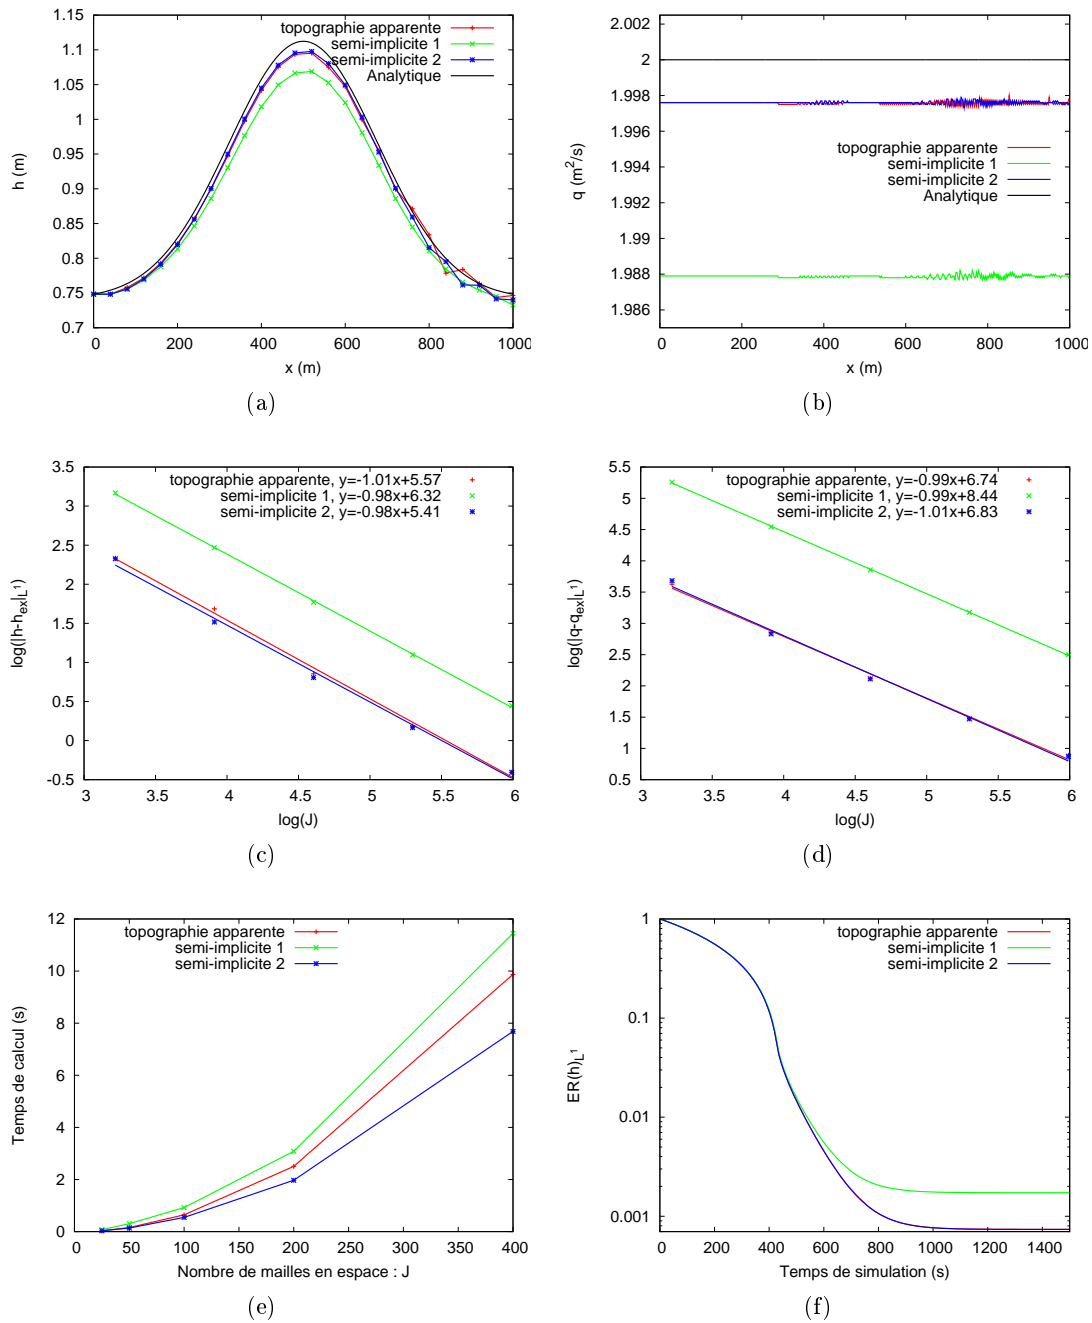 topographie apparente
semi-implicite 1
semi-implicite 2
Analytique
h (m)
1.15
1.1
1.05
1
0.95
0.9
0.85
0.8
0.75
0.7
0 200 400 600 800 1000
x (m)
(a)
topographie apparente
semi-implicite 1
semi-implicite 2
Analytique
q (m²/s)
2.002
2
1.998
1.996
1.994
1.992
1.99
1.988
1.986
0 200 400 600 800 1000
x (m)
(b)
topographie apparente, y=-1.01x+5.57
semi-implicite 1, y=-0.98x+6.32
semi-implicite 2, y=-0.98x+5.41
log(|h-h_ex|_L¹)
3.5
3
2.5
2
1.5
1
0.5
0
-0.5
3 3.5 4 4.5 5 5.5 6
log(J)
(c)
topographie apparente, y=-0.99x+6.74
semi-implicite 1, y=-0.99x+8.44
semi-implicite 2, y=-1.01x+6.83
log(|q-q_ex|_L¹)
5.5
5
4.5
4
3.5
3
2.5
2
1.5
1
0.5
3 3.5 4 4.5 5 5.5 6
log(J)
(d)
topographie apparente
semi-implicite 1
semi-implicite 2
Temps de calcul (s)
12
10
8
6
4
2
0
0 50 100 150 200 250 300 350 400
Nombre de mailles en espace : J
(e)
topographie apparente
semi-implicite 1
semi-implicite 2
ER(h)_L¹
1
0.1
0.01
0.001
0 200 400 600 800 1000 1200 1400
Temps de simulation (s)
(f)